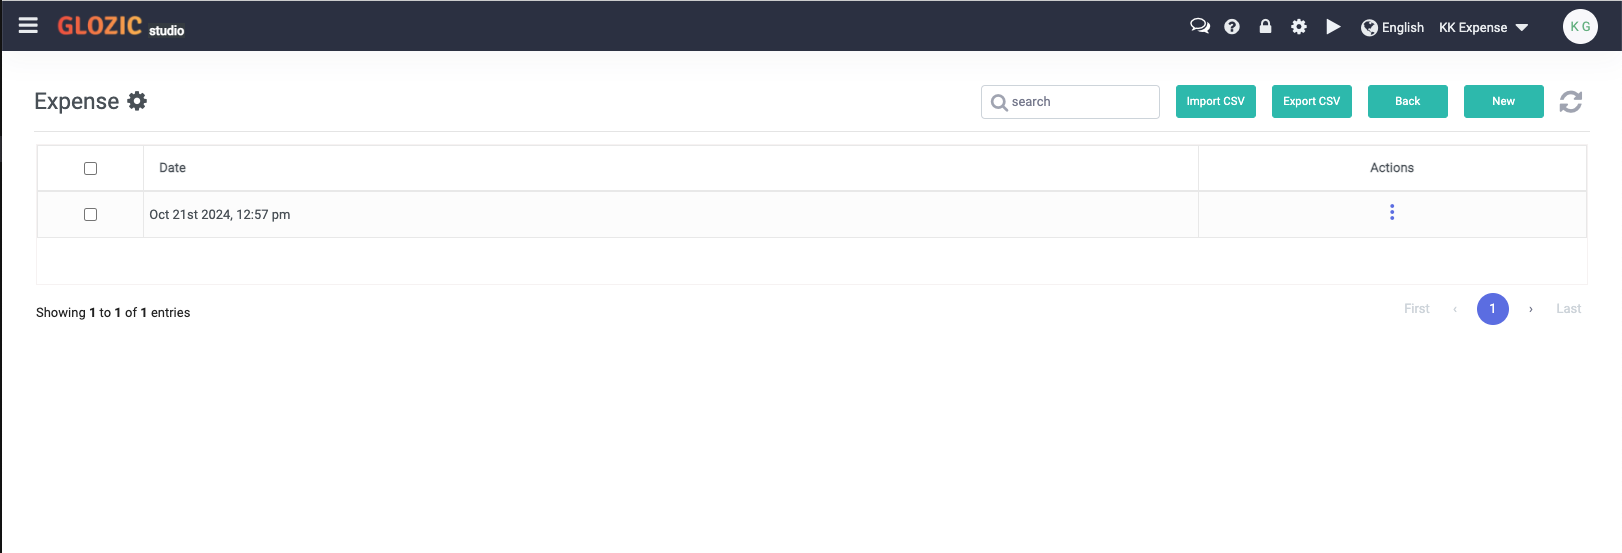 GLOZIC studio English KK Expense K G
Expense search Import CSV Export CSV Back New
Date Actions
Oct 21st 2024, 12:57 pm
Showing 1 to 1 of 1 entries First ‹ 1 › Last